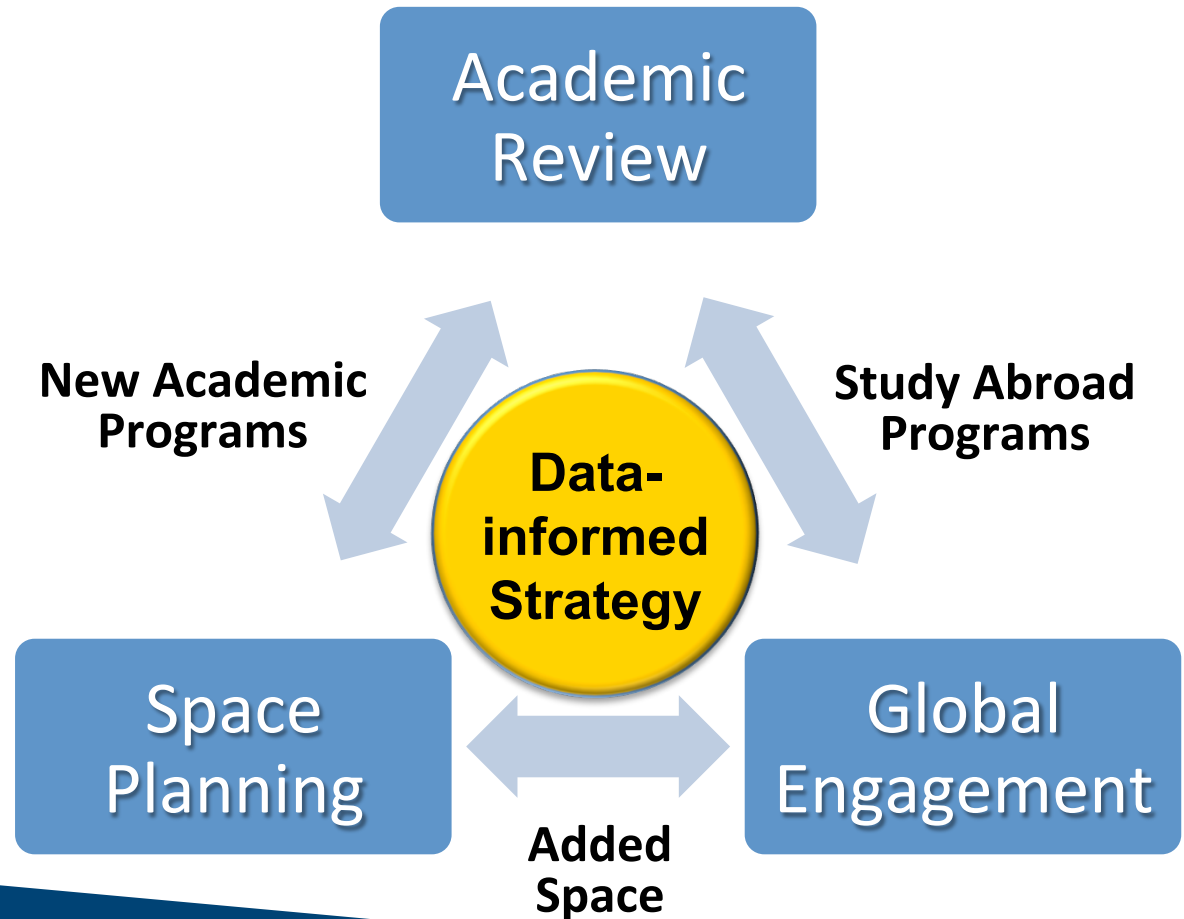 Academic
Review
New Academic
Programs
Study Abroad
Programs
Data-
informed
Strategy
Space
Planning
Global
Engagement
Added
Space